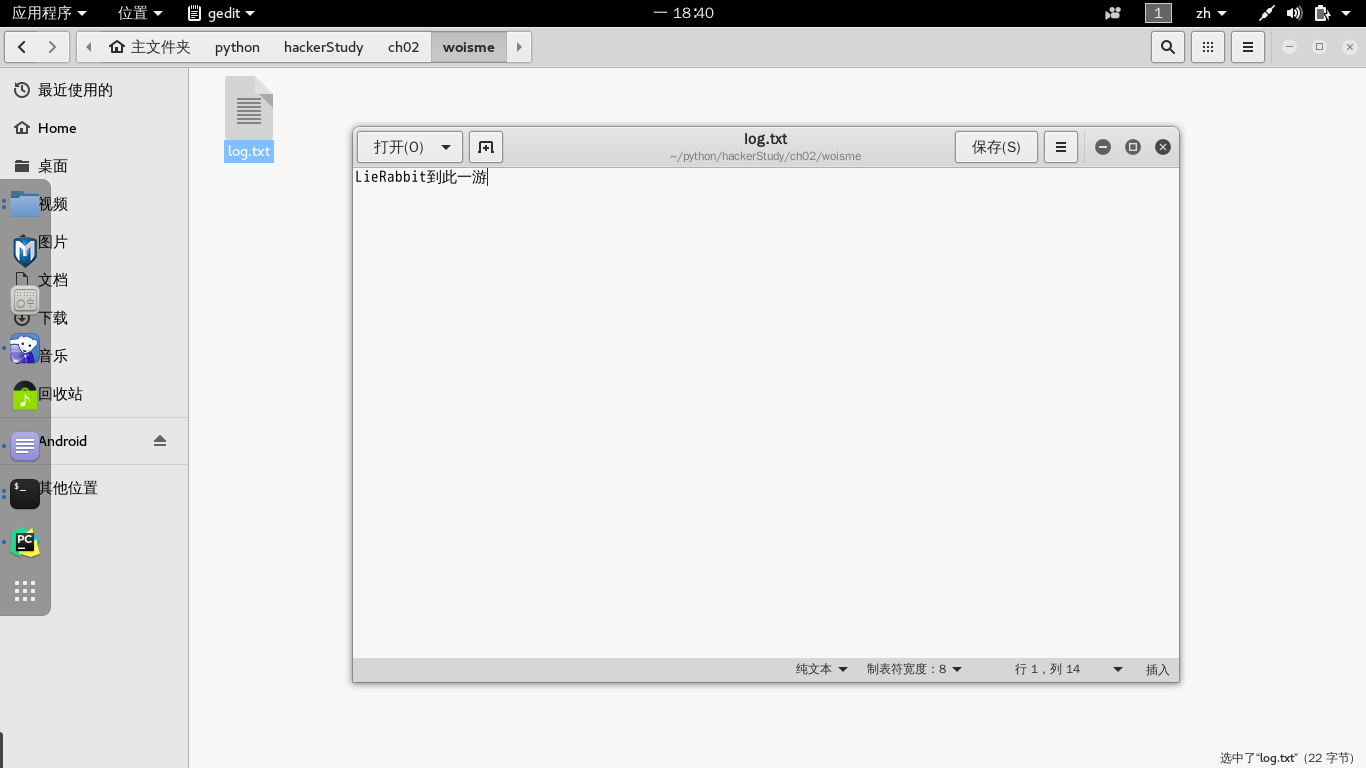 应用程序 位置 gedit 一 18:40 1 zh
主文件夹 python hackerStudy ch02 woisme
最近使用的
Home
桌面
视频
图片
文档
下载
音乐
回收站
Android
其他位置
log.txt
打开(O) log.txt 保存(S)
~/python/hackerStudy/ch02/woisme
LieRabbit到此一游
纯文本 制表符宽度：8 行 1，列 14 插入
选中了“log.txt” (22 字节)
$_
PC